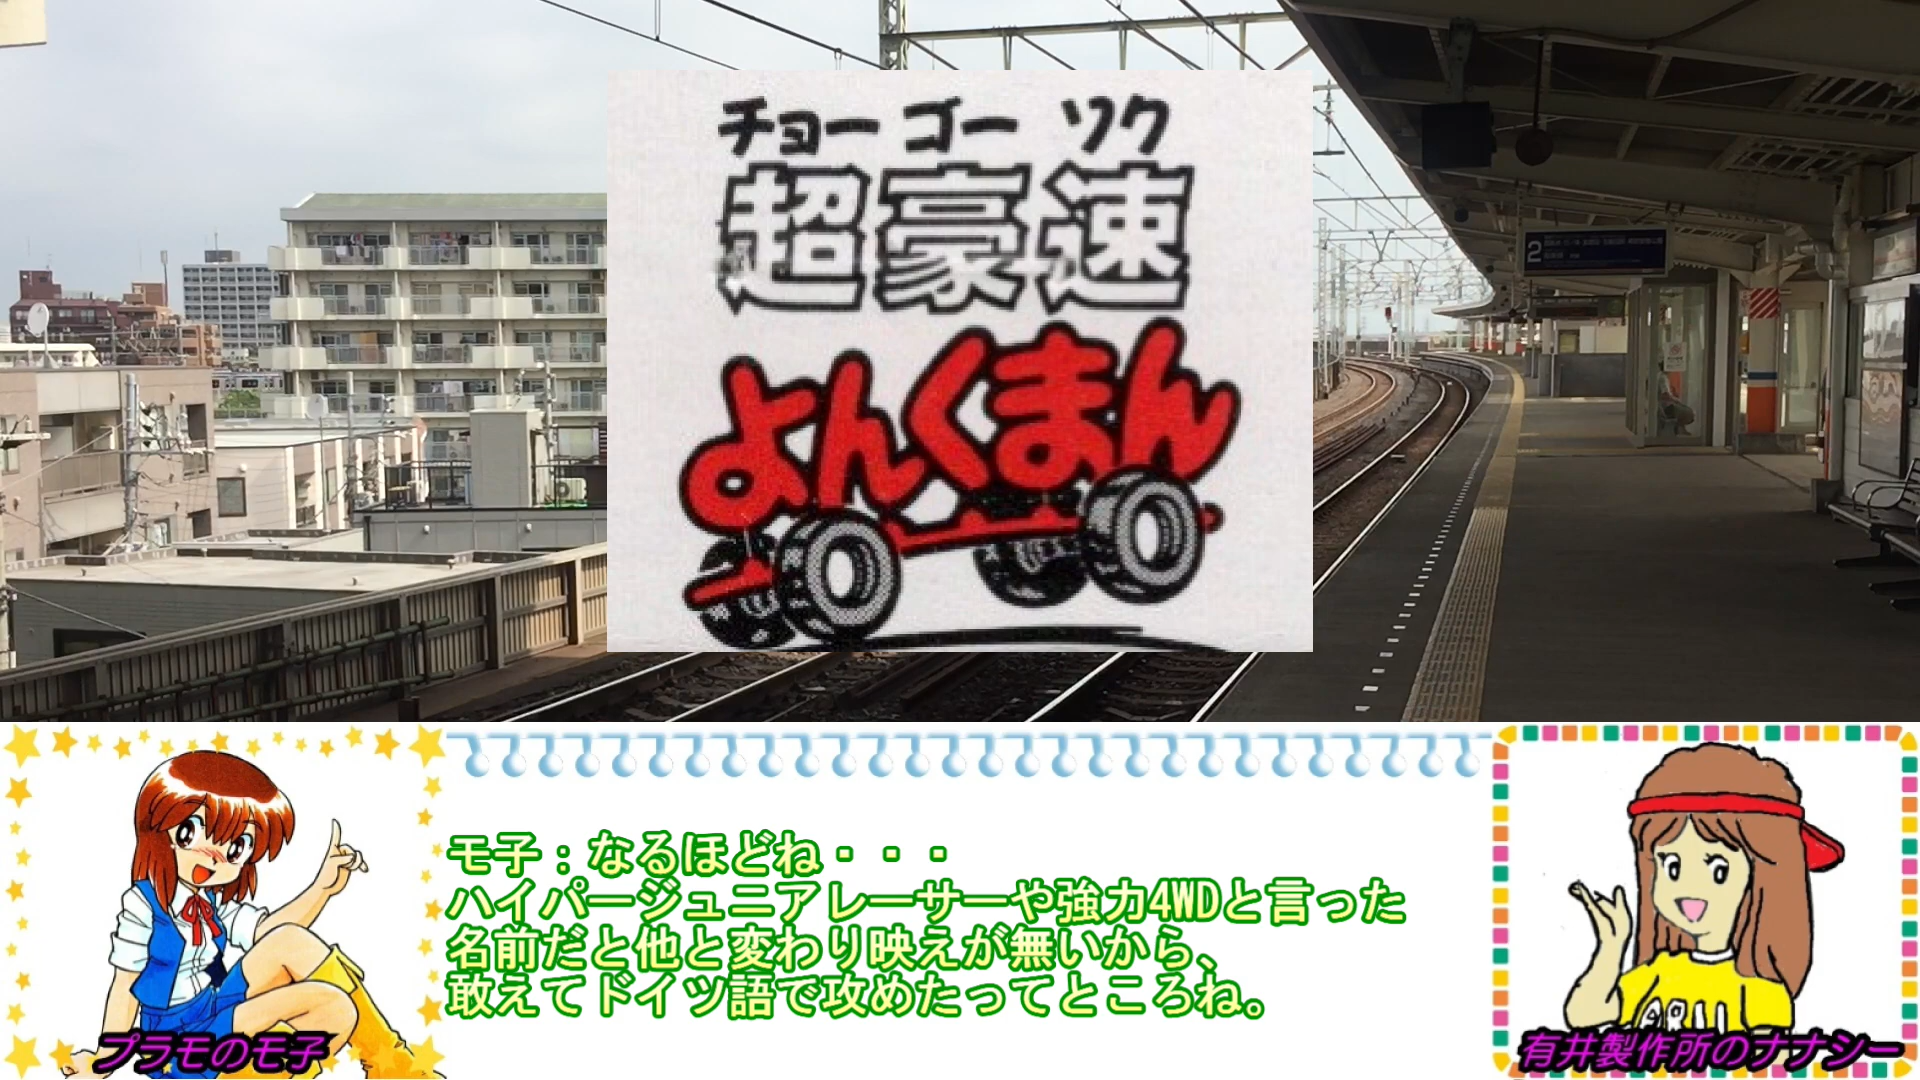 チョーゴーソク
超豪速
よんくまん
2
モ子：なるほどね・・・
ハイパージュニアレーサーや強力4WDと言った
名前だと他と変わり映えが無いから、
敢えてドイツ語で攻めたってところね。
プラモのモ子
ARII
有井製作所のナナシー